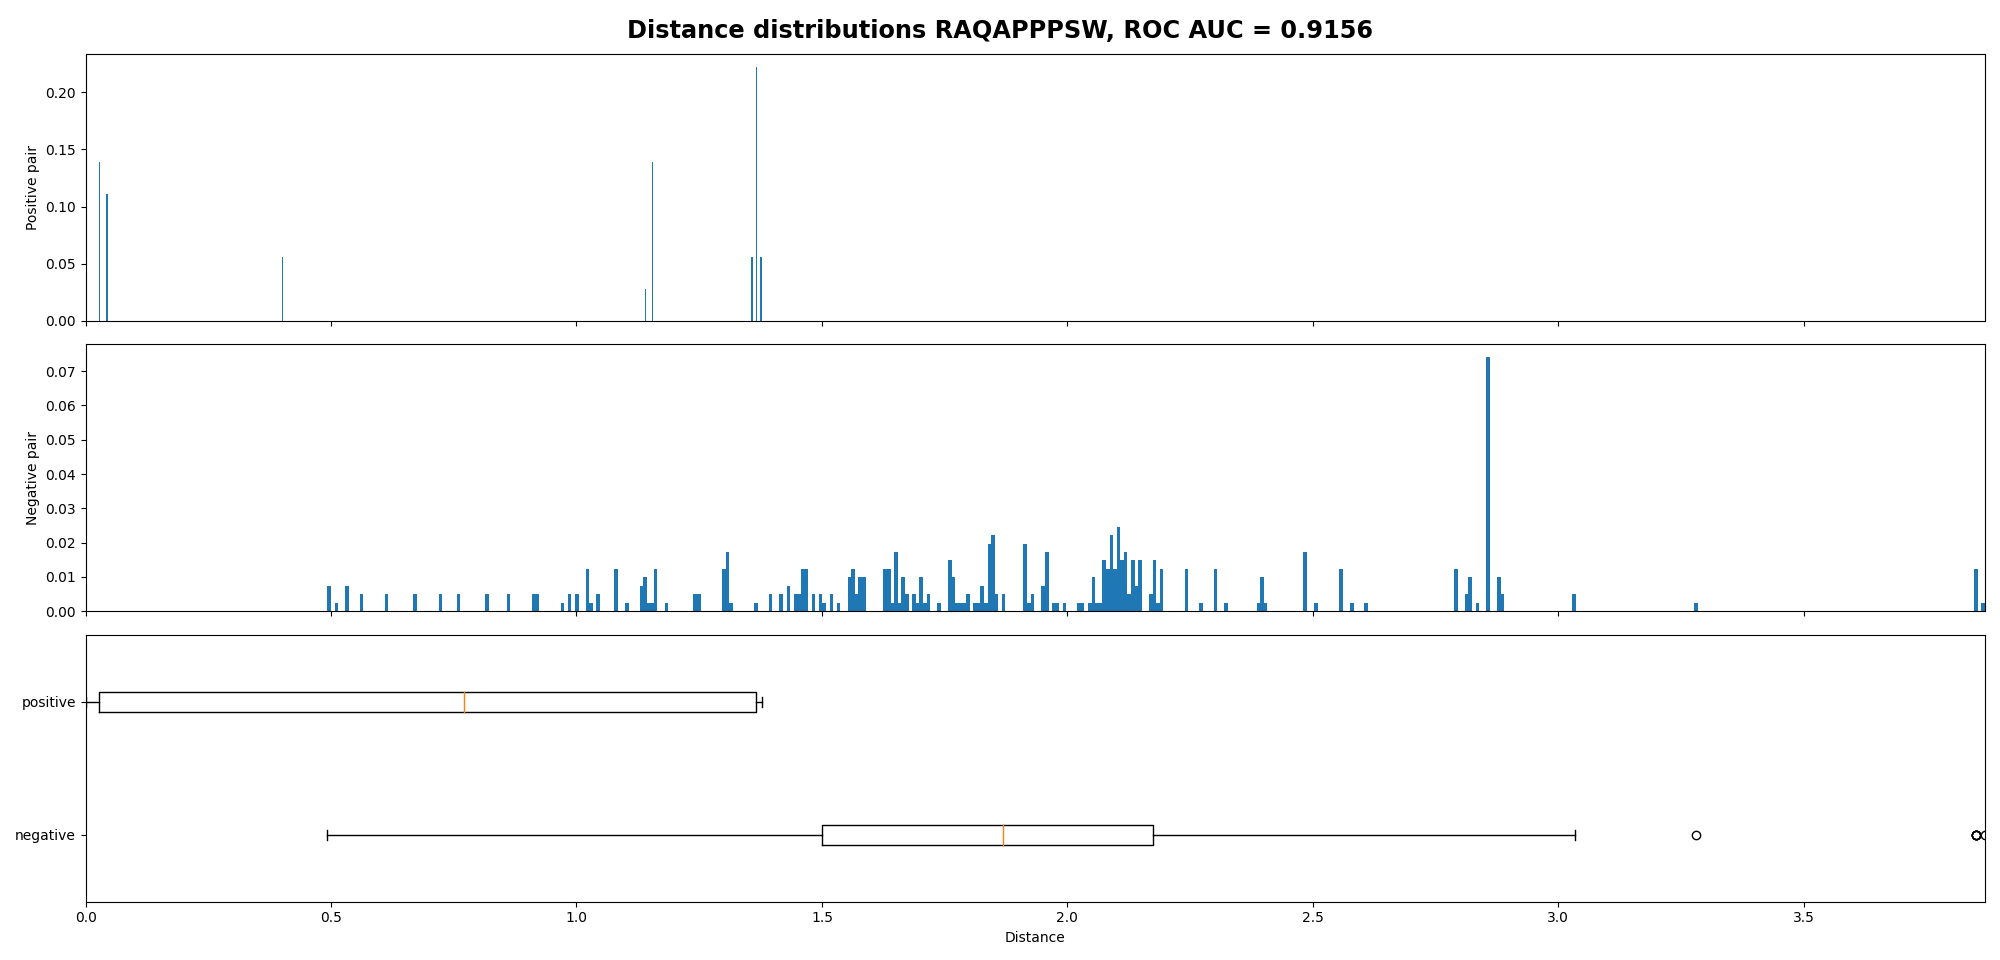 Distance distributions RAQAPPPSW, ROC AUC = 0.9156
Positive pair
0.20
0.15
0.10
0.05
0.00
Negative pair
0.07
0.06
0.05
0.04
0.03
0.02
0.01
0.00
positive
negative
0.0 0.5 1.0 1.5 2.0 2.5 3.0 3.5
Distance